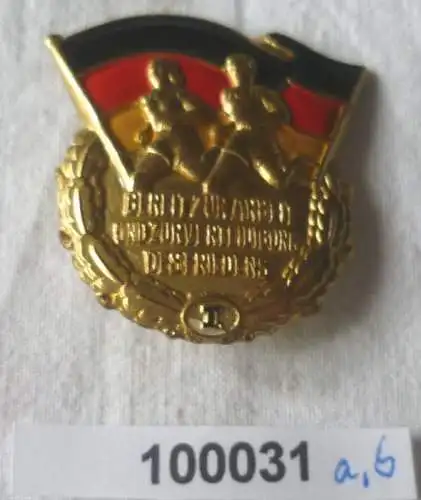 BEREIT ZUR ARBEIT
UND ZUR VERTEIDIGUNG
DES FRIEDENS
I
100031 a,b